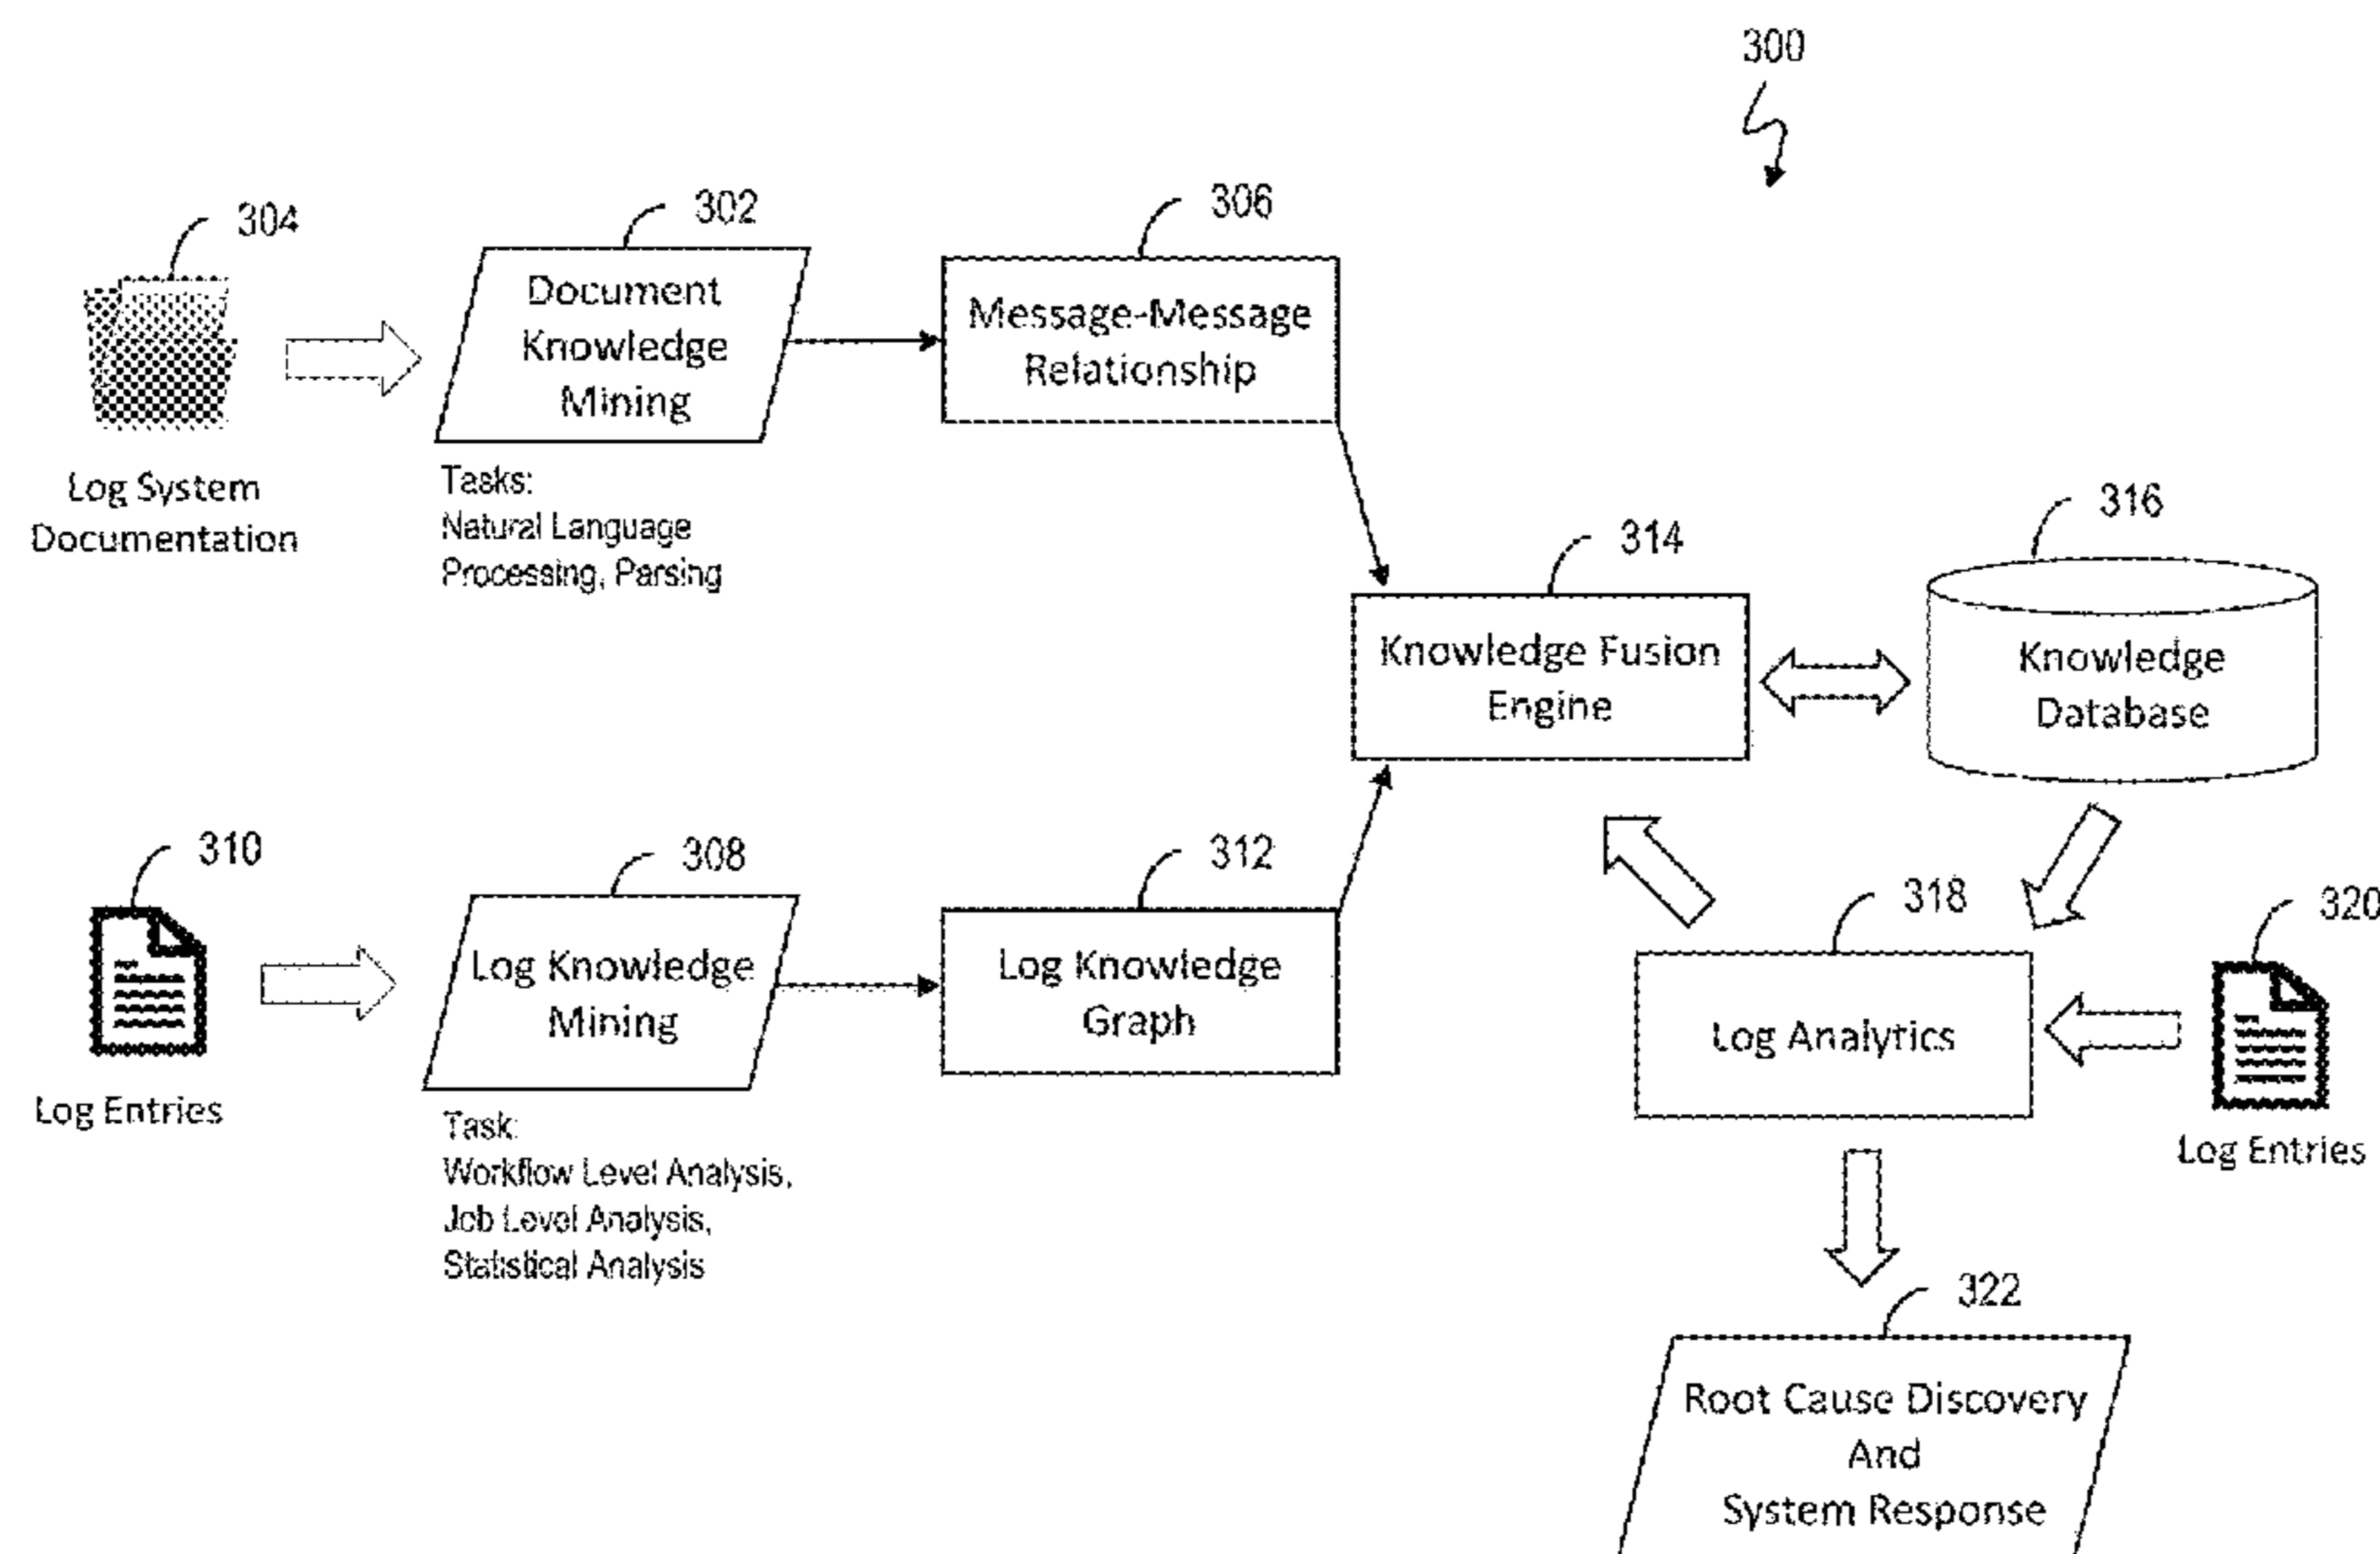 300
304
302
306
Document
Knowledge
Mining
Message-Message
Relationship
Log System
Documentation
Tasks:
Natural Language
Processing, Parsing
314
316
Knowledge Fusion
Engine
Knowledge
Database
310
308
312
318
320
Log Knowledge
Mining
Log Knowledge
Graph
Log Analytics
Log Entries
Log Entries
Task:
Workflow Level Analysis,
Job Level Analysis,
Statistical Analysis
322
Root Cause Discovery
And
System Response